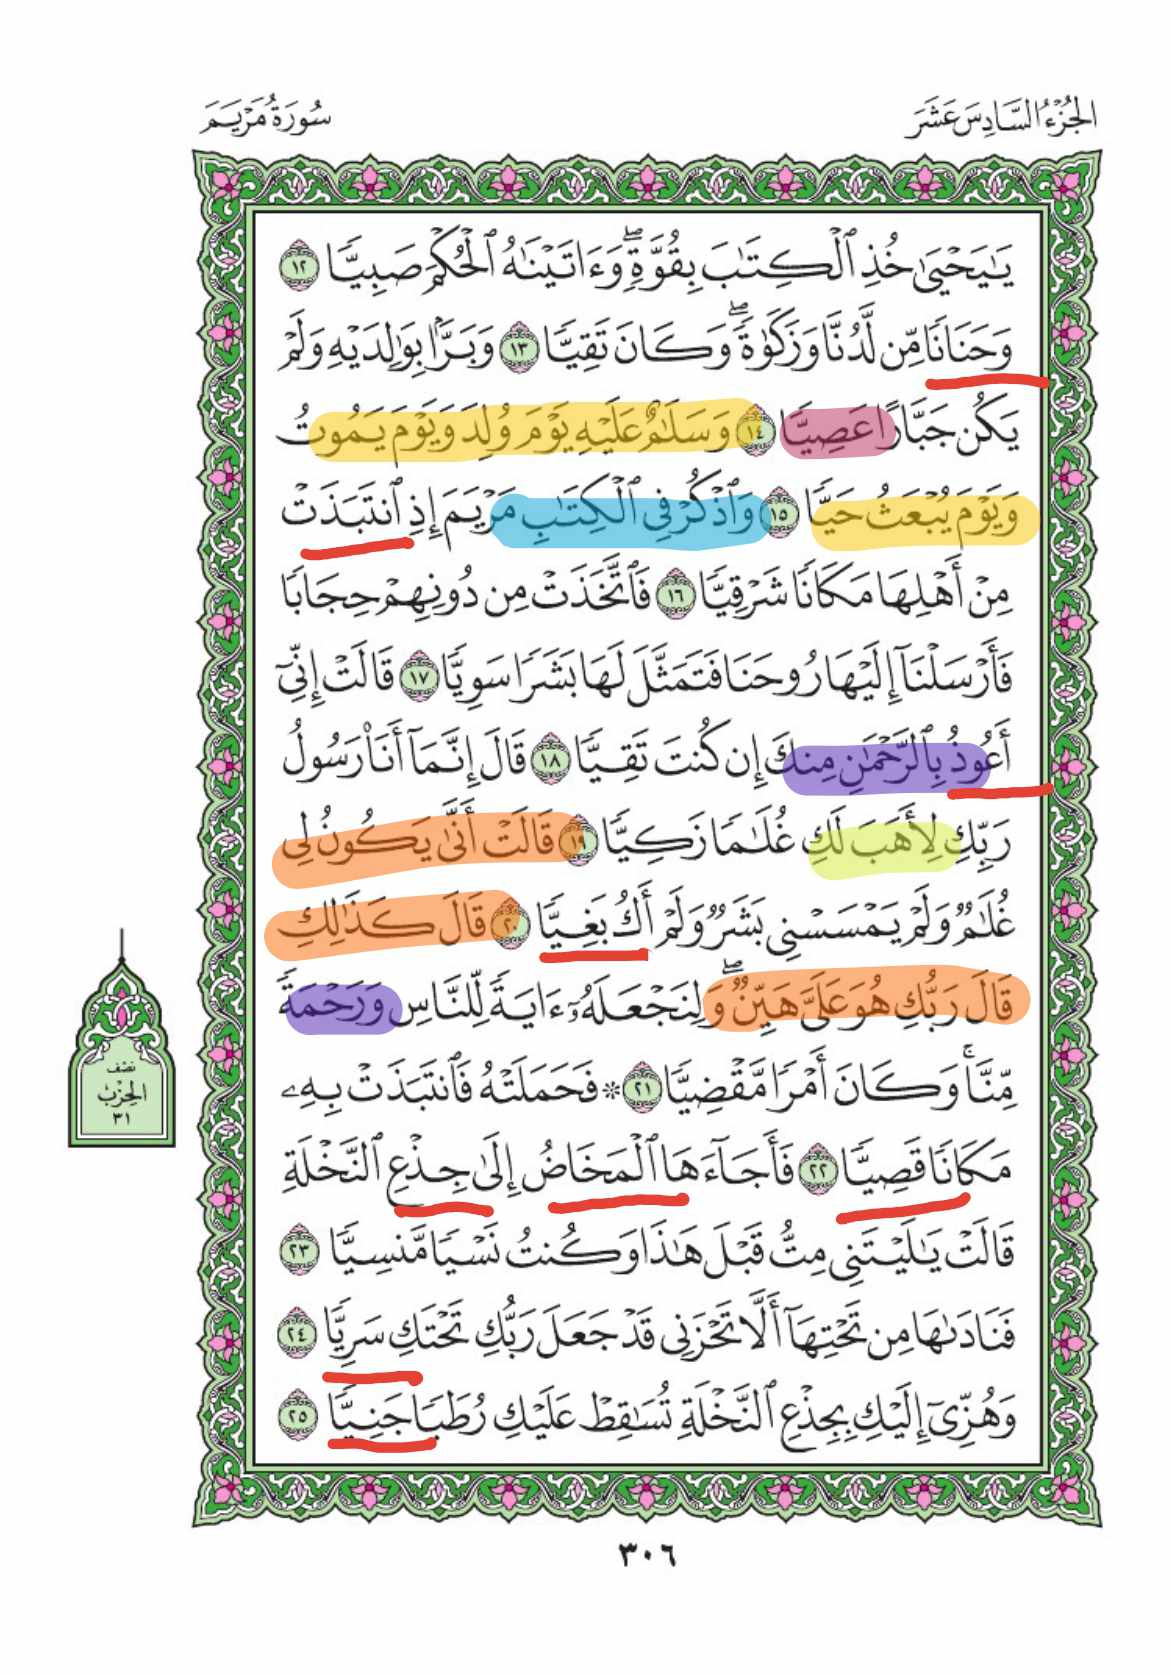 الجُزْءُ السَّادِسَ عَشَرَ
سُورَةُ مَرْيَمَ
يَٰيَحْيَىٰ خُذِ ٱلْكِتَٰبَ بِقُوَّةٖۖ وَءَاتَيْنَٰهُ ٱلْحُكْمَ صَبِيّٗا ١٢
وَحَنَانٗا مِّن لَّدُنَّا وَزَكَوٰةٗۖ وَكَانَ تَقِيّٗا ١٣ وَبَرَّۢا بِوَٰلِدَيْهِ وَلَمْ
يَكُن جَبَّارًا عَصِيّٗا ١٤ وَسَلَٰمٌ عَلَيْهِ يَوْمَ وُلِدَ وَيَوْمَ يَمُوتُ
وَيَوْمَ يُبْعَثُ حَيّٗا ١٥ وَٱذْكُرْ فِي ٱلْكِتَٰبِ مَرْيَمَ إِذِ ٱنتَبَذَتْ
مِنْ أَهْلِهَا مَكَانٗا شَرْقِيّٗا ١٦ فَٱتَّخَذَتْ مِن دُونِهِمْ حِجَابٗا
فَأَرْسَلْنَآ إِلَيْهَا رُوحَنَا فَتَمَثَّلَ لَهَا بَشَرٗا سَوِيّٗا ١٧ قَالَتْ إِنِّيٓ
أَعُوذُ بِٱلرَّحْمَٰنِ مِنكَ إِن كُنتَ تَقِيّٗا ١٨ قَالَ إِنَّمَآ أَنَا۠ رَسُولُ
رَبِّكِ لِأَهَبَ لَكِ غُلَٰمٗا زَكِيّٗا ١٩ قَالَتْ أَنَّىٰ يَكُونُ لِي
غُلَٰمٞ وَلَمْ يَمْسَسْنِي بَشَرٞ وَلَمْ أَكُ بَغِيّٗا ٢٠ قَالَ كَذَٰلِكِ
قَالَ رَبُّكِ هُوَ عَلَيَّ هَيِّنٞۖ وَلِنَجْعَلَهُۥٓ ءَايَةٗ لِّلنَّاسِ وَرَحْمَةٗ
مِّنَّاۚ وَكَانَ أَمْرٗا مَّقْضِيّٗا ٢١ ۞ فَحَمَلَتْهُ فَٱنتَبَذَتْ بِهِۦ
مَكَانٗا قَصِيّٗا ٢٢ فَأَجَآءَهَا ٱلْمَخَاضُ إِلَىٰ جِذْعِ ٱلنَّخْلَةِ
قَالَتْ يَٰلَيْتَنِي مِتُّ قَبْلَ هَٰذَا وَكُنتُ نَسْيٗا مَّنسِيّٗا ٢٣
فَنَادَىٰهَا مِن تَحْتِهَآ أَلَّا تَحْزَنِي قَدْ جَعَلَ رَبُّكِ تَحْتَكِ سَرِيّٗا ٢٤
وَهُزِّيٓ إِلَيْكِ بِجِذْعِ ٱلنَّخْلَةِ تُسَٰقِطْ عَلَيْكِ رُطَبٗا جَنِيّٗا ٢٥
نصْف
الحِزْبُ
٣١
٣٠٦